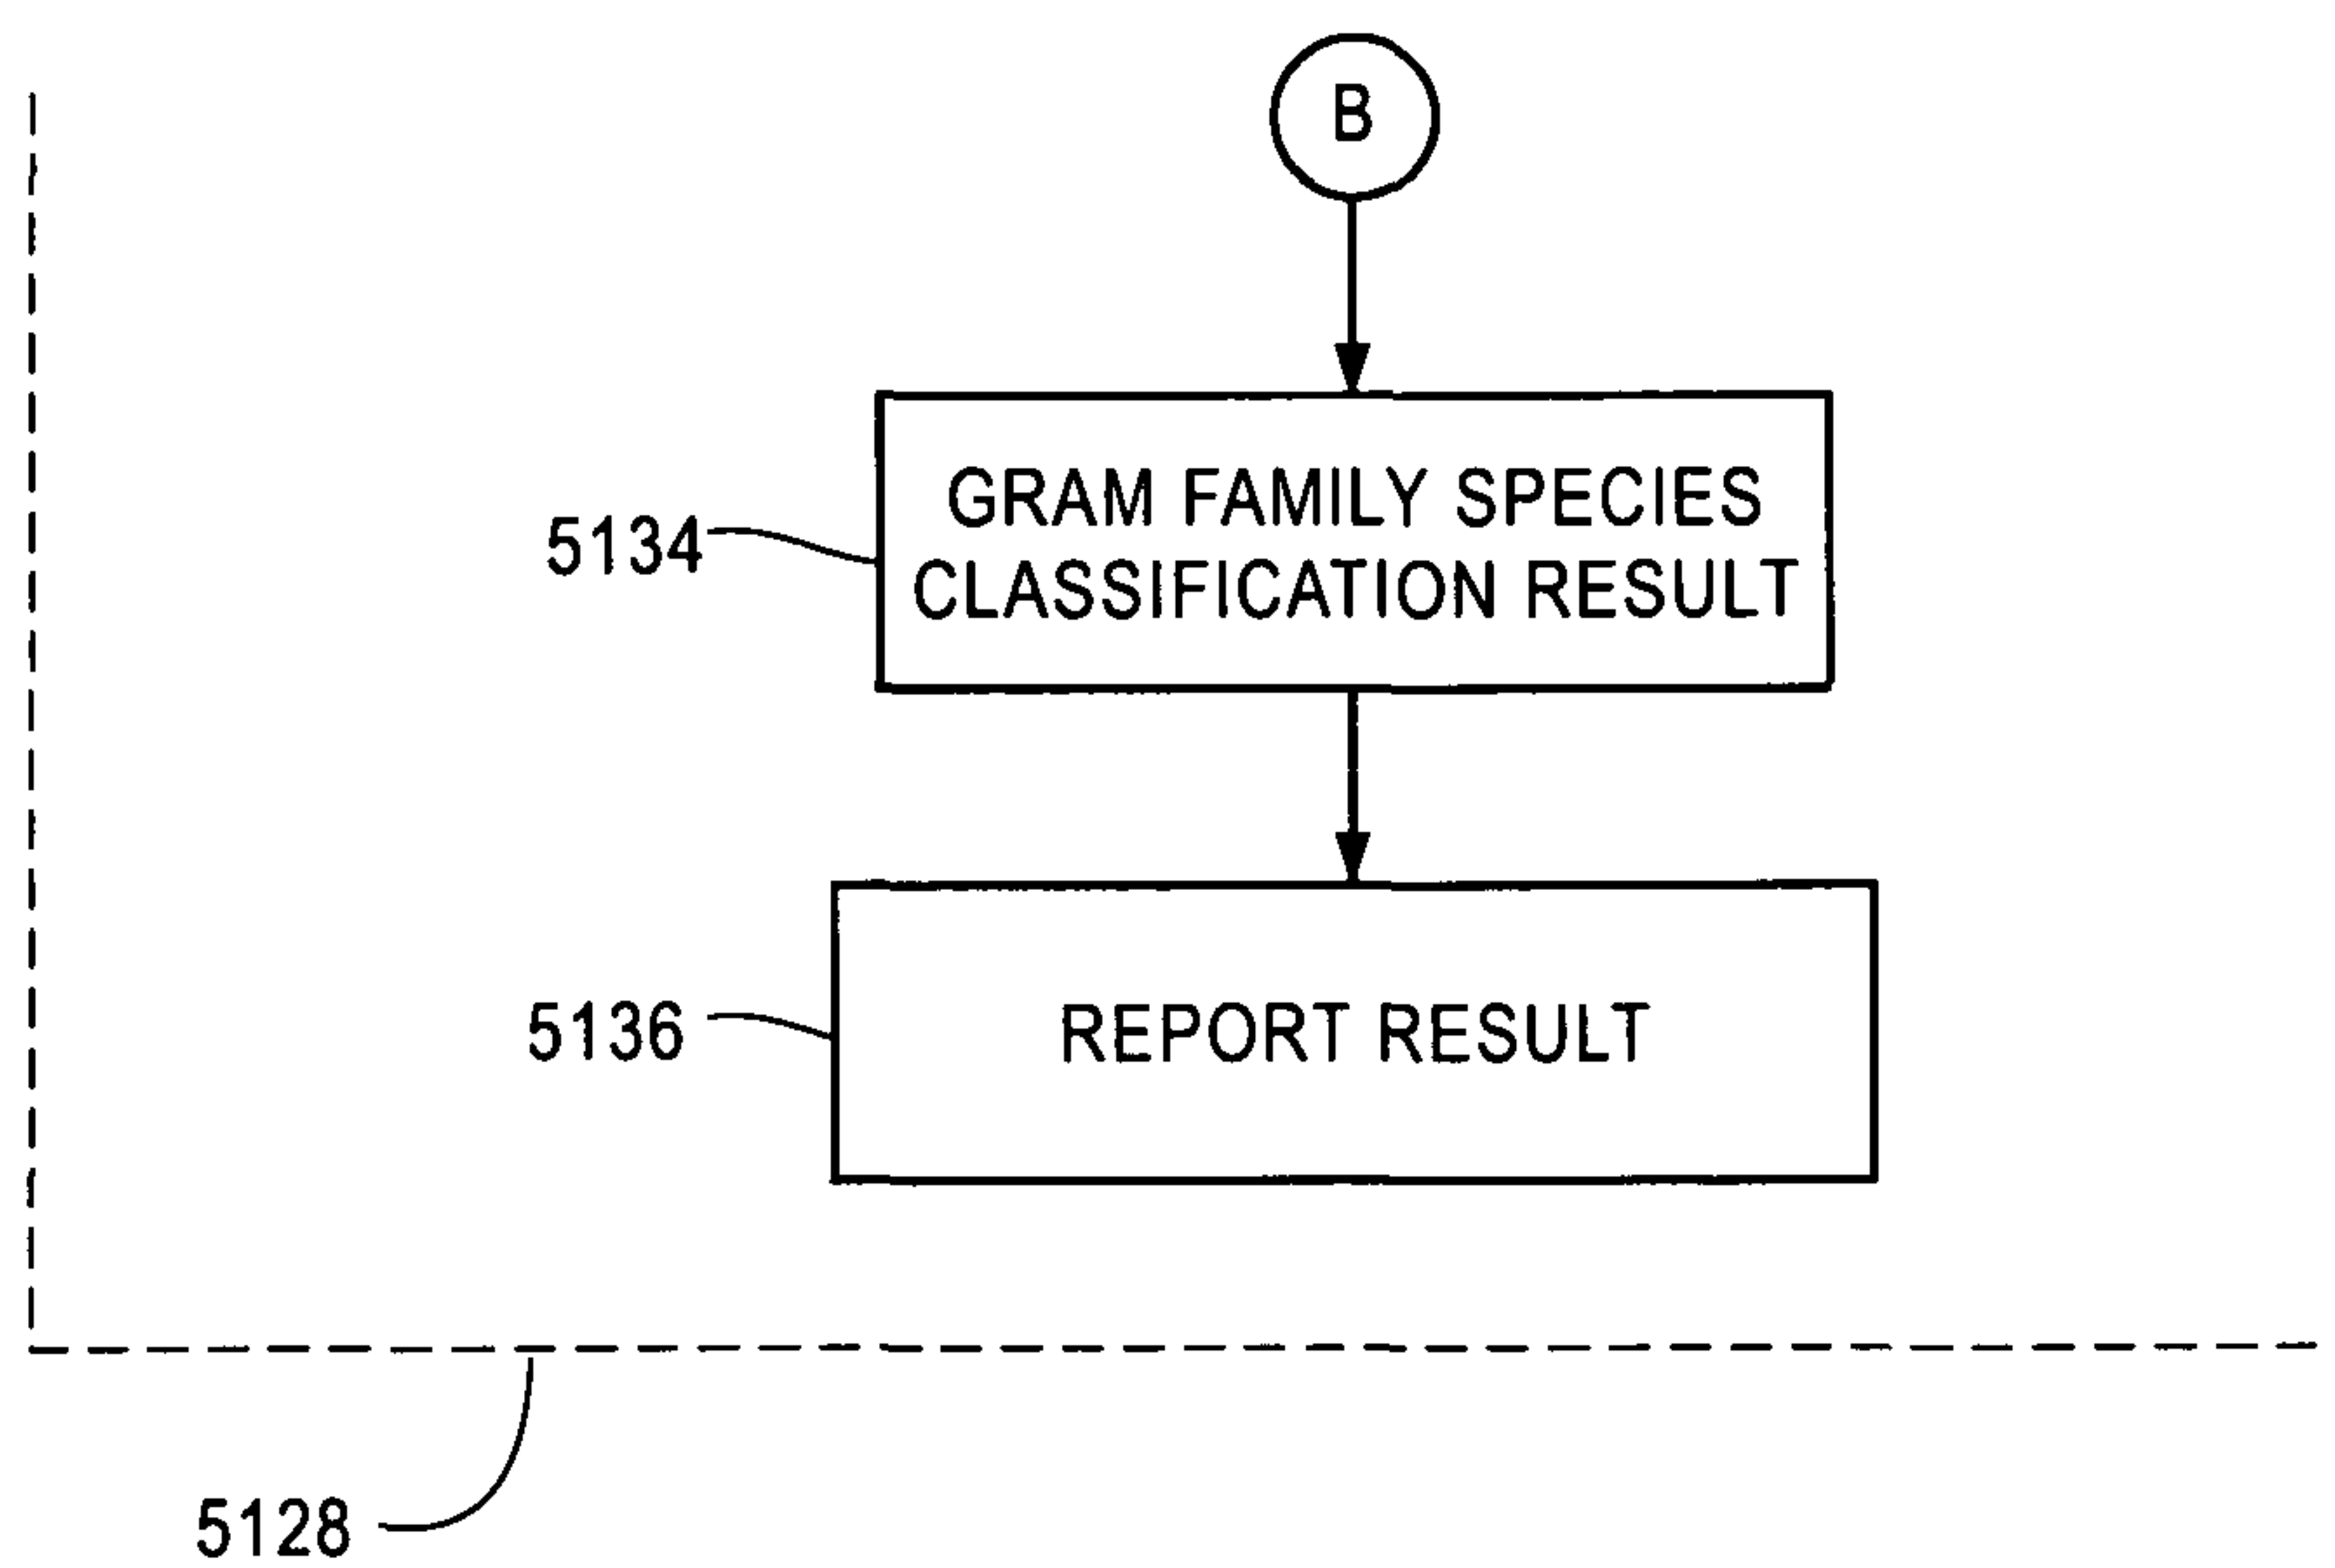 B
GRAM FAMILY SPECIES
CLASSIFICATION RESULT
5134
REPORT RESULT
5136
5128